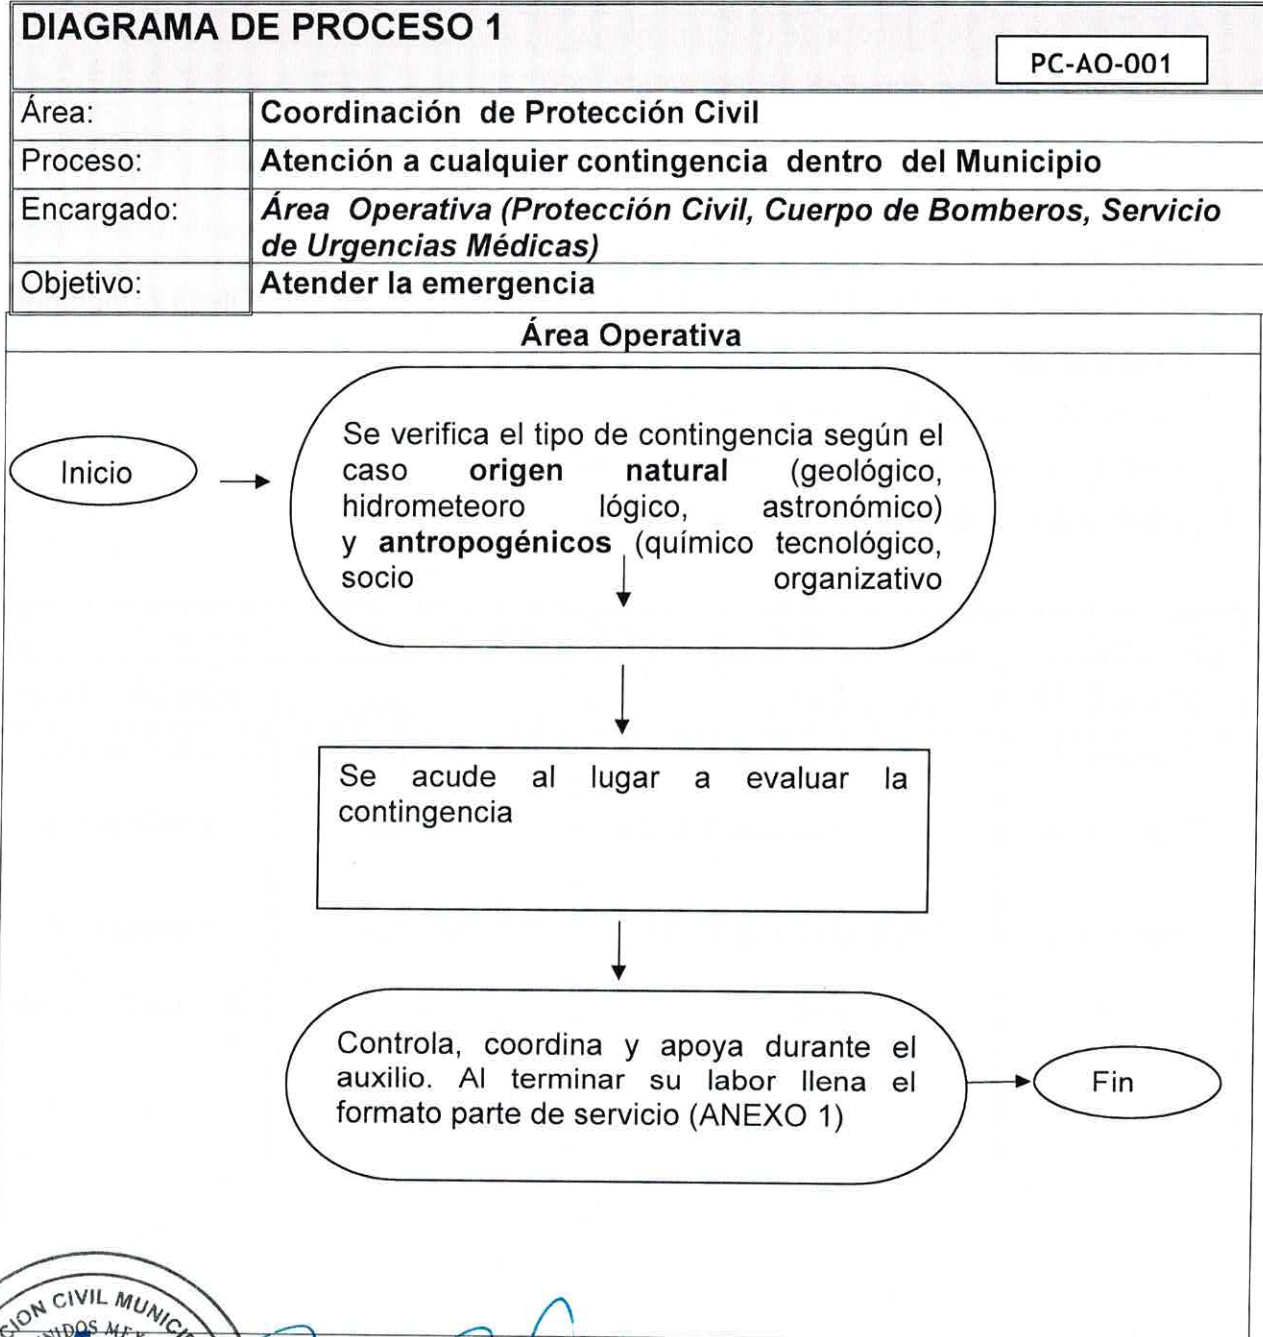 DIAGRAMA DE PROCESO 1
PC-AO-001
Área: Coordinación de Protección Civil
Proceso: Atención a cualquier contingencia dentro del Municipio
Encargado: Área Operativa (Protección Civil, Cuerpo de Bomberos, Servicio
de Urgencias Médicas)
Objetivo: Atender la emergencia
Área Operativa
Inicio
Se verifica el tipo de contingencia según el
caso origen natural (geológico,
hidrometeoro lógico, astronómico)
y antropogénicos (químico tecnológico,
socio organizativo
Se acude al lugar a evaluar la
contingencia
Controla, coordina y apoya durante el
auxilio. Al terminar su labor llena el
formato parte de servicio (ANEXO 1)
Fin
CIVIL